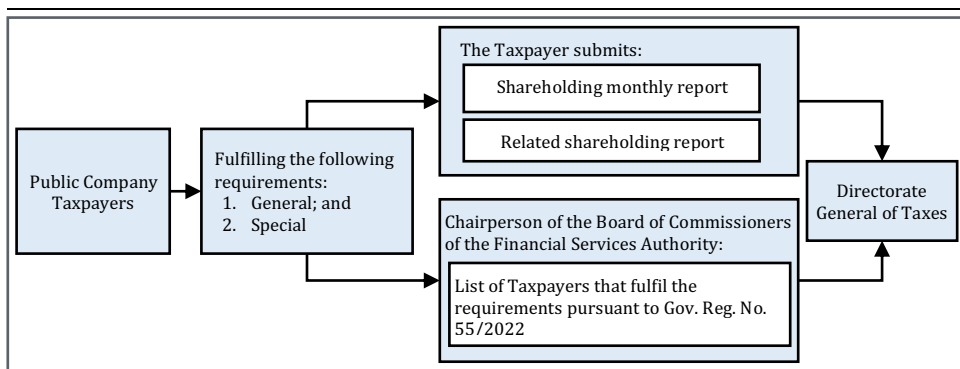 Public Company
Taxpayers
Fulfilling the following
requirements:
1. General; and
2. Special
The Taxpayer submits:
Shareholding monthly report
Related shareholding report
Chairperson of the Board of Commissioners
of the Financial Services Authority:
List of Taxpayers that fulfil the
requirements pursuant to Gov. Reg. No.
55/2022
Directorate
General of Taxes